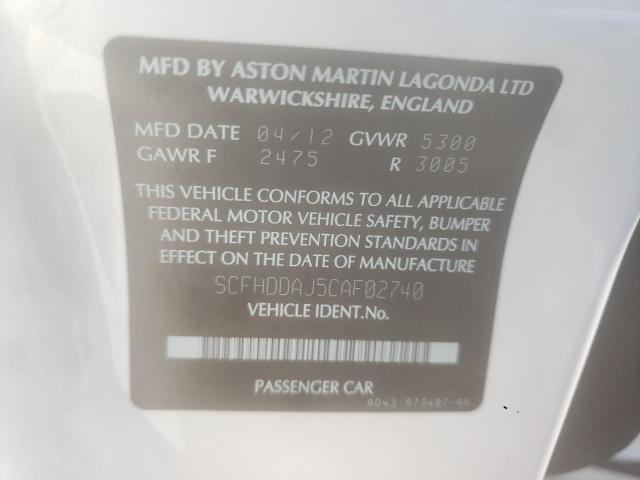 MFD BY ASTON MARTIN LAGONDA LTD
WARWICKSHIRE, ENGLAND
MFD DATE 04/12 GVWR 5300
GAWR F 2475 R 3005
THIS VEHICLE CONFORMS TO ALL APPLICABLE
FEDERAL MOTOR VEHICLE SAFETY, BUMPER
AND THEFT PREVENTION STANDARDS IN
EFFECT ON THE DATE OF MANUFACTURE
SCFHDDAJ5CAF02740
VEHICLE IDENT.No.
PASSENGER CAR